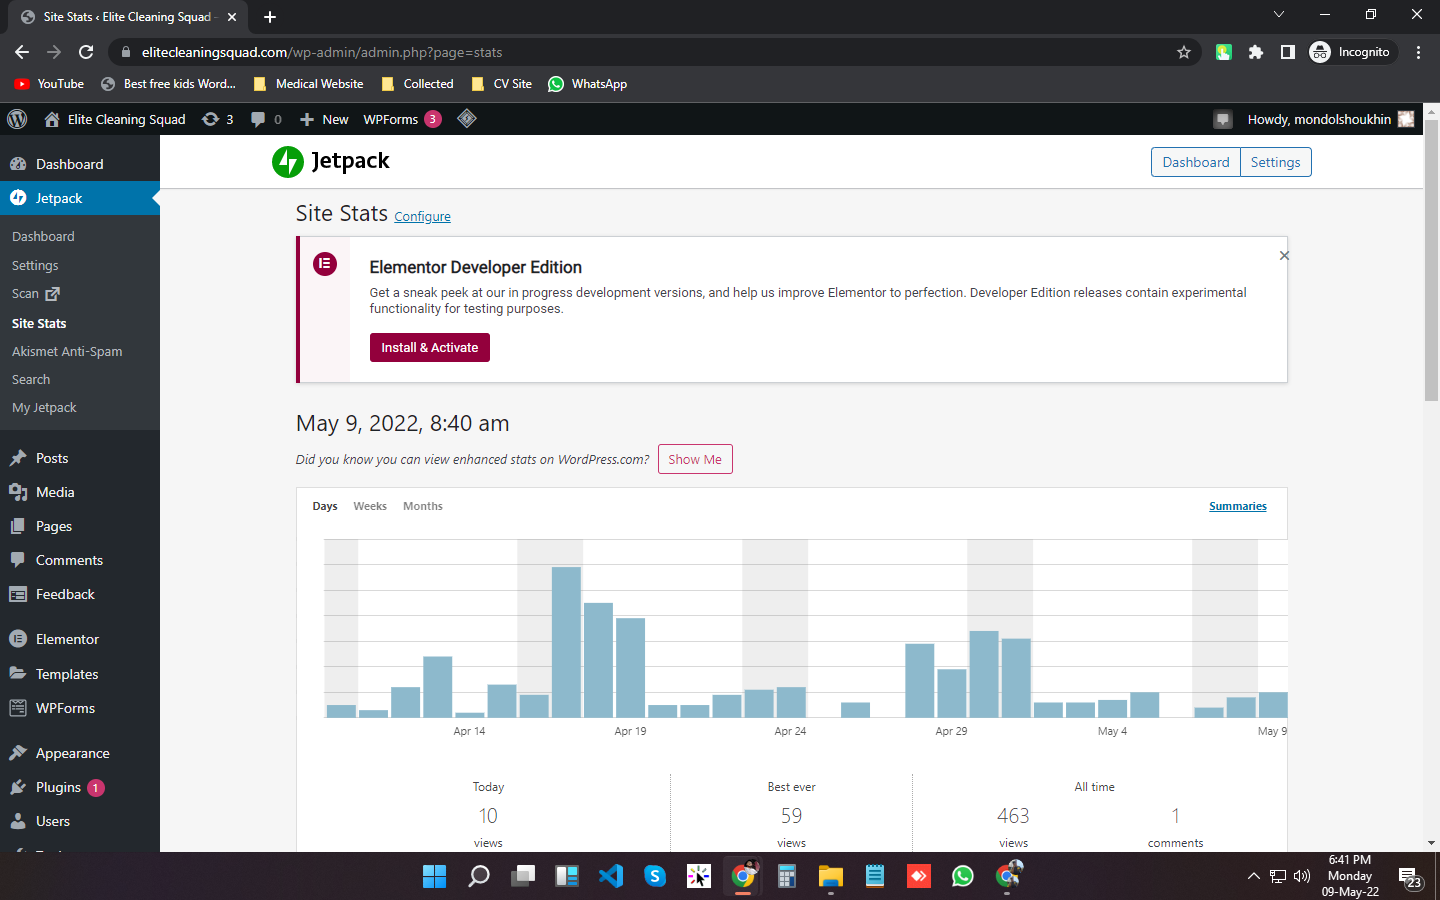 Site Stats ‹ Elite Cleaning Squad
elitecleaningsquad.com/wp-admin/admin.php?page=stats
Incognito
YouTube
Best free kids Word...
Medical Website
Collected
CV Site
WhatsApp
Elite Cleaning Squad
3
0
New
WPForms 3
Howdy, mondolshoukhin
Dashboard
Jetpack
Dashboard
Settings
Scan
Site Stats
Akismet Anti-Spam
Search
My Jetpack
Posts
Media
Pages
Comments
Feedback
Elementor
Templates
WPForms
Appearance
Plugins 1
Users
Jetpack
Dashboard
Settings
Site Stats Configure
Elementor Developer Edition
Get a sneak peek at our in progress development versions, and help us improve Elementor to perfection. Developer Edition releases contain experimental
functionality for testing purposes.
Install & Activate
May 9, 2022, 8:40 am
Did you know you can view enhanced stats on WordPress.com? Show Me
Days Weeks Months
Summaries
Apr 14 Apr 19 Apr 24 Apr 29 May 4 May 9
Today
10
views
Best ever
59
views
All time
463
views
1
comments
6:41 PM
Monday
09-May-22
23